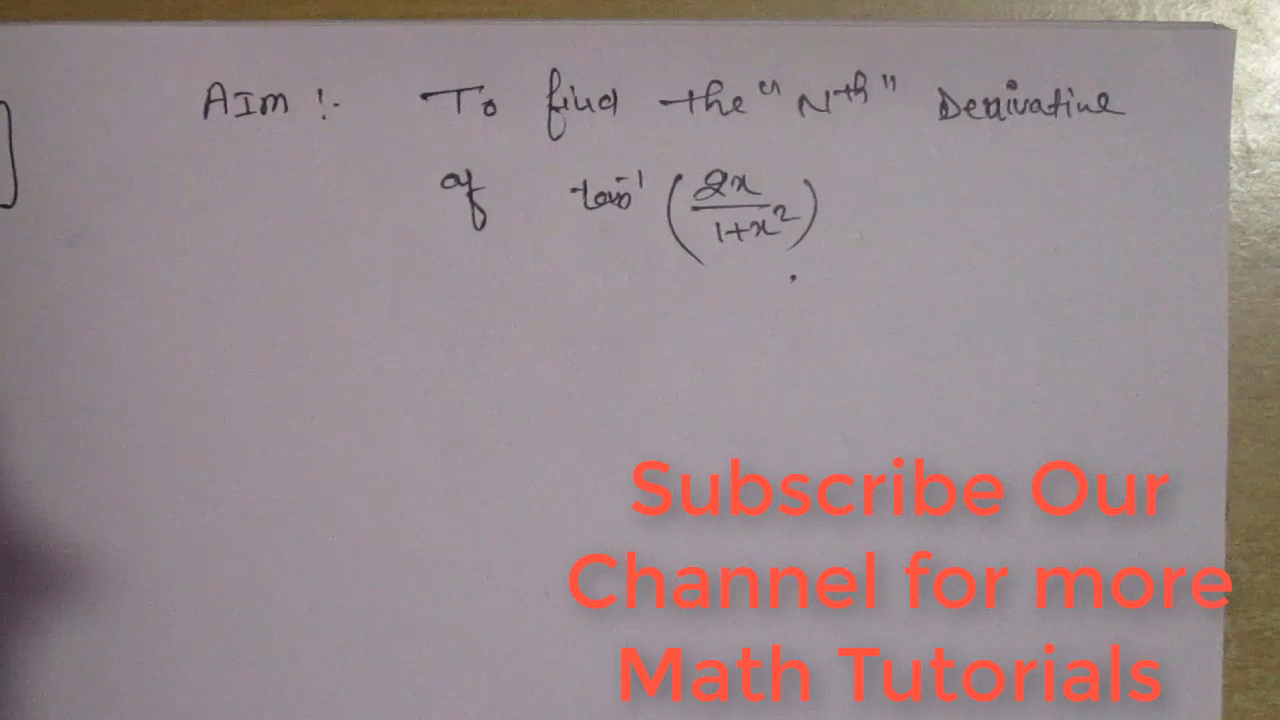 AIm :- To find the "Nth" Derivative
of tan⁻¹ (2x/1+x²)
Subscribe Our
Channel for more
Math Tutorials